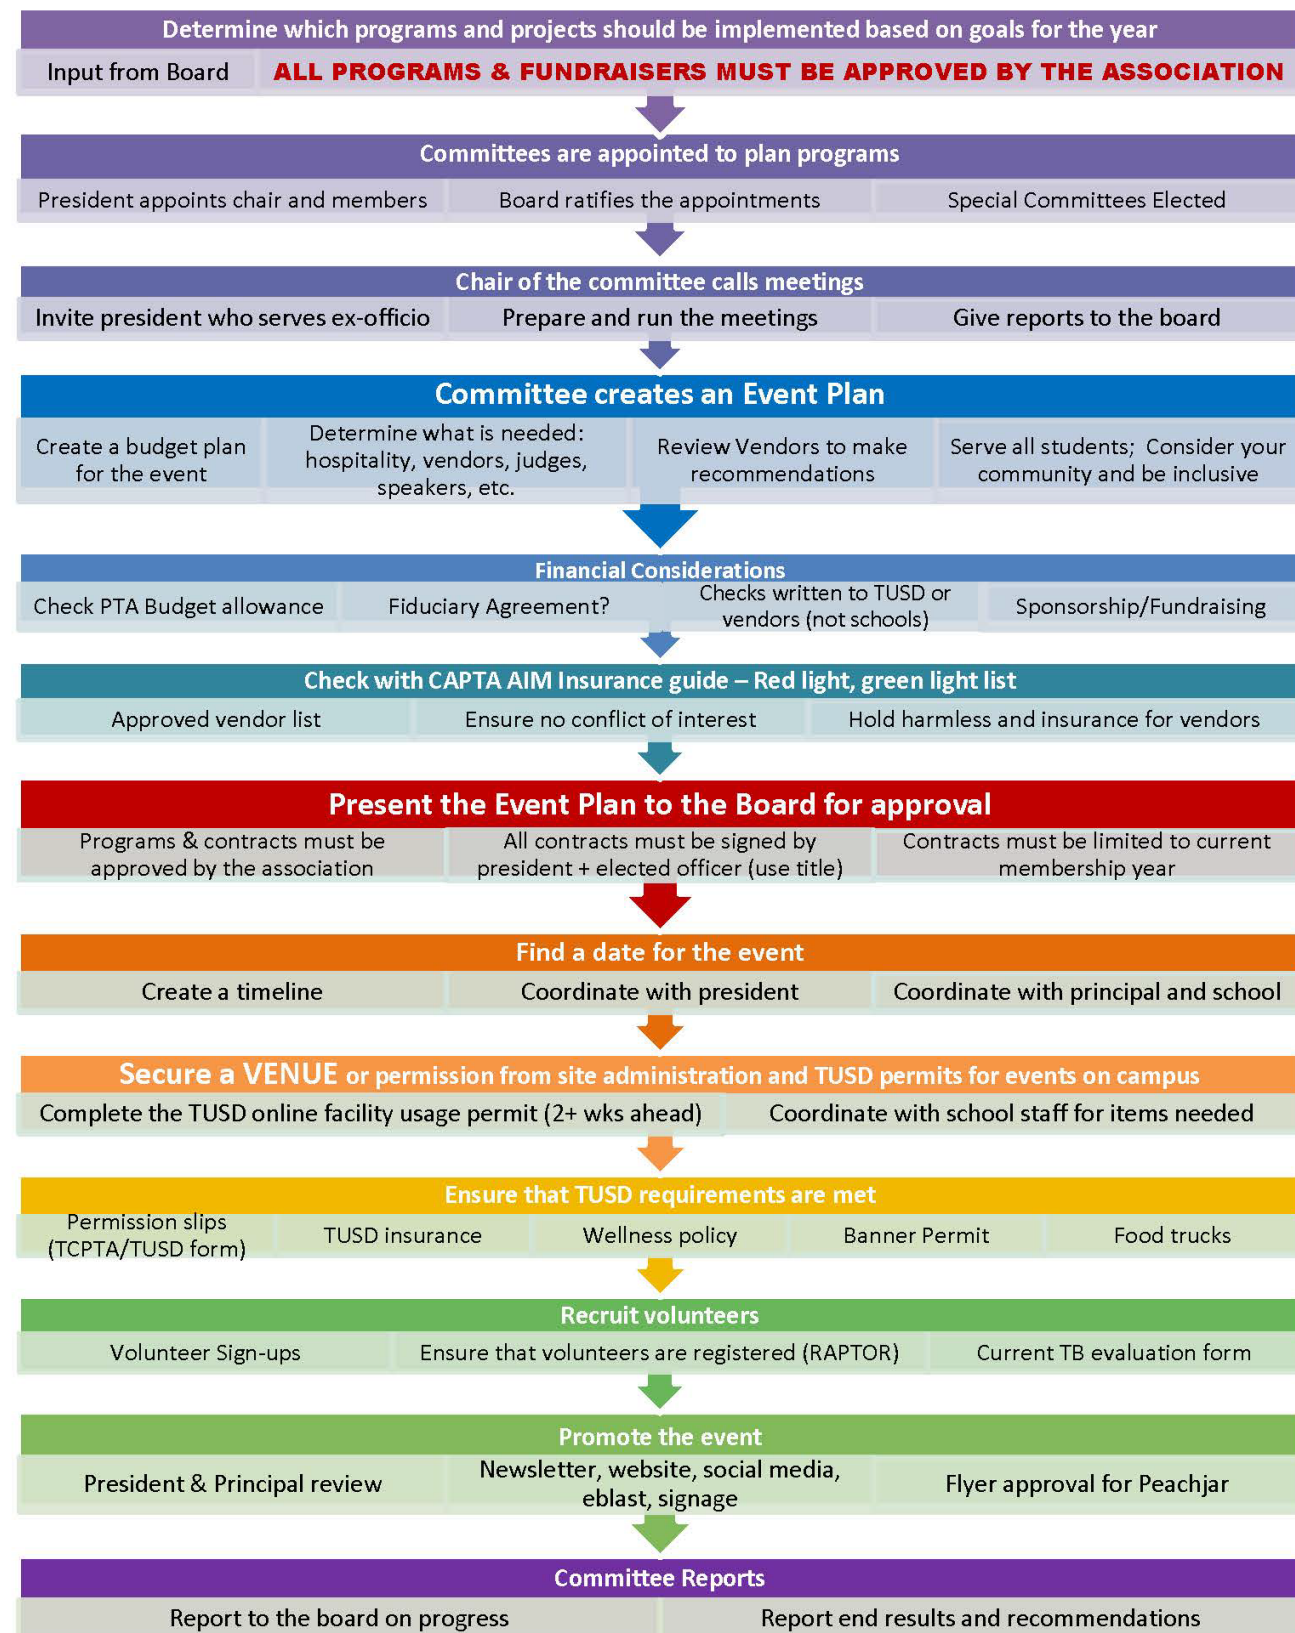 Determine which programs and projects should be implemented based on goals for the year
Input from Board
ALL PROGRAMS & FUNDRAISERS MUST BE APPROVED BY THE ASSOCIATION
Committees are appointed to plan programs
President appoints chair and members
Board ratifies the appointments
Special Committees Elected
Chair of the committee calls meetings
Invite president who serves ex-officio
Prepare and run the meetings
Give reports to the board
Committee creates an Event Plan
Create a budget plan
for the event
Determine what is needed:
hospitality, vendors, judges,
speakers, etc.
Review Vendors to make
recommendations
Serve all students;  Consider your
community and be inclusive
Financial Considerations
Check PTA Budget allowance
Fiduciary Agreement?
Checks written to TUSD or
vendors (not schools)
Sponsorship/Fundraising
Check with CAPTA AIM Insurance guide – Red light, green light list
Approved vendor list
Ensure no conflict of interest
Hold harmless and insurance for vendors
Present the Event Plan to the Board for approval
Programs & contracts must be
approved by the association
All contracts must be signed by
president + elected officer (use title)
Contracts must be limited to current
membership year
Find a date for the event
Create a timeline
Coordinate with president
Coordinate with principal and school
Secure a VENUE or permission from site administration and TUSD permits for events on campus
Complete the TUSD online facility usage permit (2+ wks ahead)
Coordinate with school staff for items needed
Ensure that TUSD requirements are met
Permission slips
(TCPTA/TUSD form)
TUSD insurance
Wellness policy
Banner Permit
Food trucks
Recruit volunteers
Volunteer Sign-ups
Ensure that volunteers are registered (RAPTOR)
Current TB evaluation form
Promote the event
President & Principal review
Newsletter, website, social media,
eblast, signage
Flyer approval for Peachjar
Committee Reports
Report to the board on progress
Report end results and recommendations